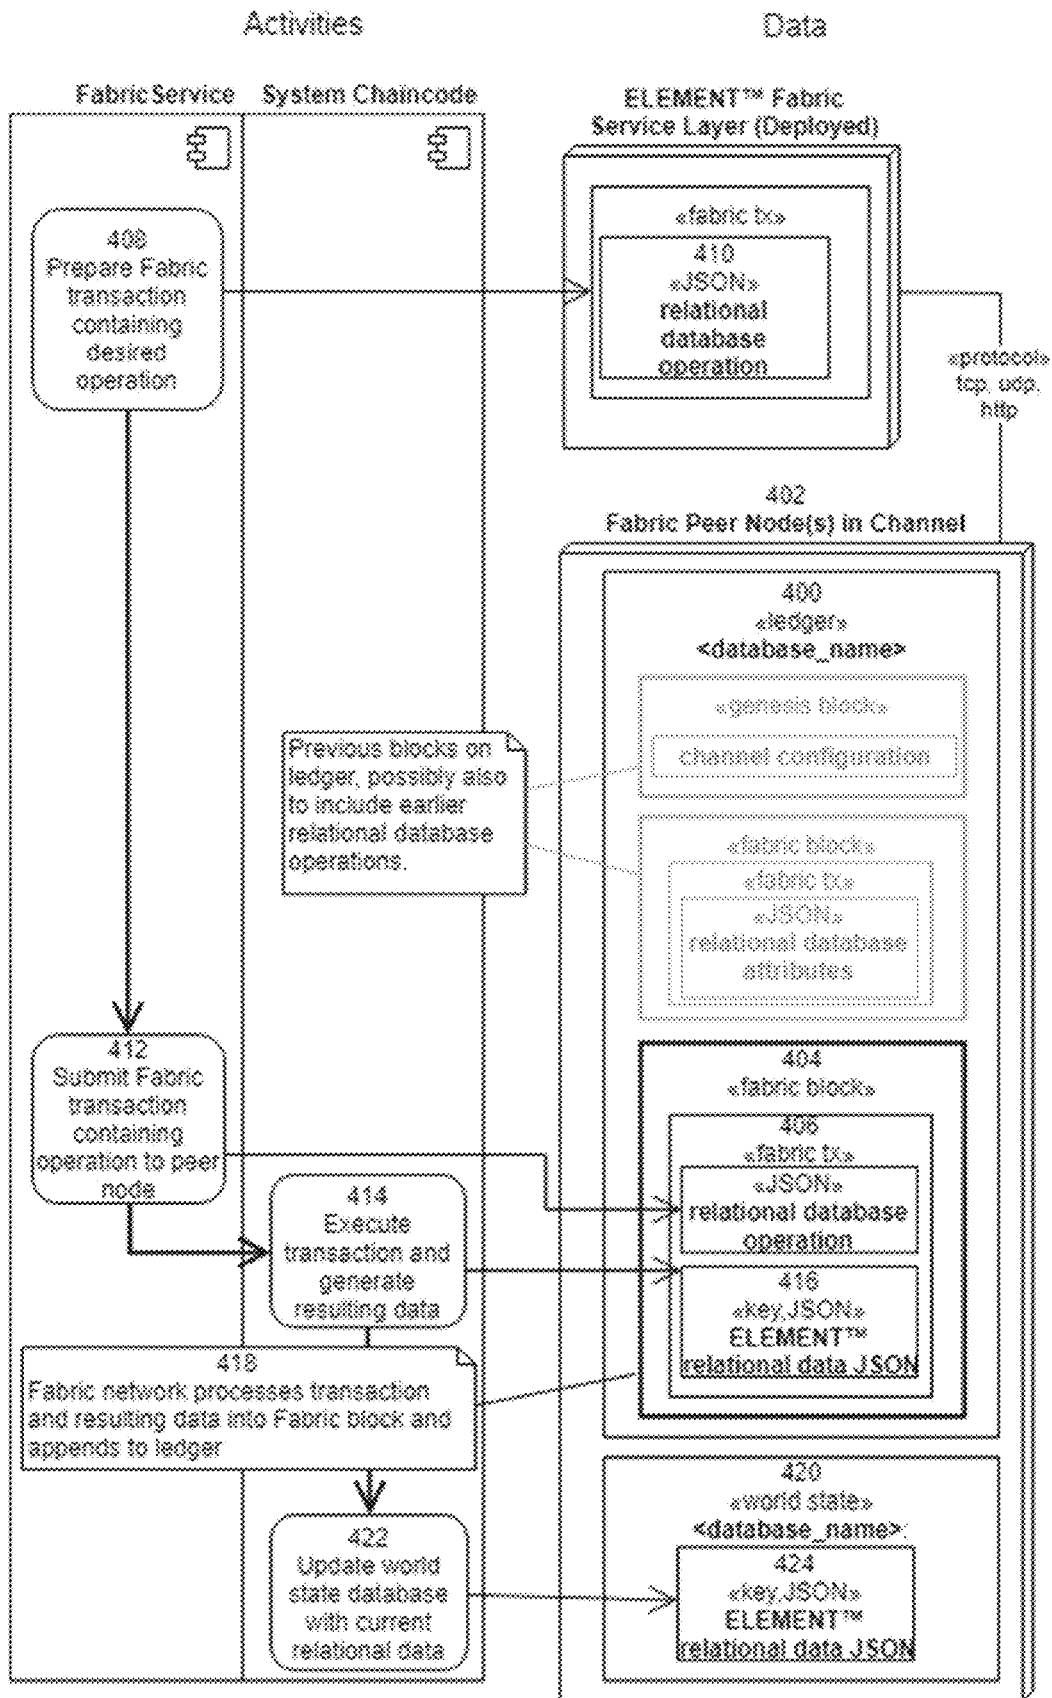 Activities
Data
Fabric Service
System Chaincode
ELEMENT™ Fabric
Service Layer (Deployed)
408
Prepare Fabric
transaction
containing
desired
operation
«fabric tx»
410
«JSON»
relational
database
operation
«protocol»
tcp, udp,
http
402
Fabric Peer Node(s) in Channel
400
«ledger»
<database_name>
«genesis block»
channel configuration
Previous blocks on
ledger, possibly also
to include earlier
relational database
operations.
«fabric block»
«fabric tx»
«JSON»
relational database
attributes
412
Submit Fabric
transaction
containing
operation to peer
node
404
«fabric block»
406
«fabric tx»
«JSON»
relational database
operation
414
Execute
transaction and
generate
resulting data
416
«key,JSON»
ELEMENT™
relational data JSON
418
Fabric network processes transaction
and resulting data into Fabric block and
appends to ledger
420
«world state»
<database_name>:
422
Update world
state database
with current
relational data
424
«key,JSON»
ELEMENT™
relational data JSON